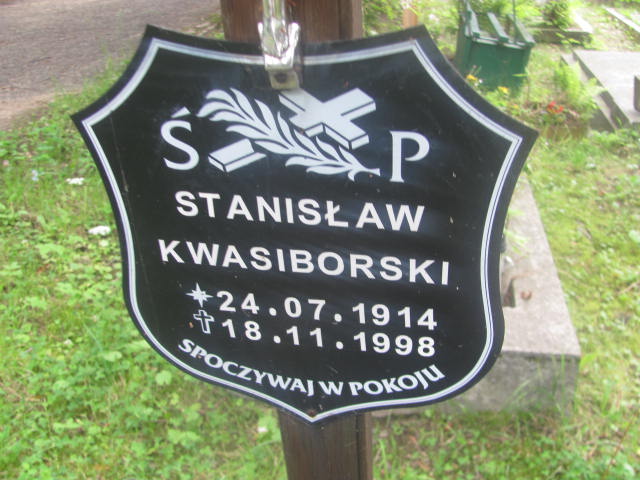 Ś P
STANISŁAW
KWASIBORSKI
24.07.1914
18.11.1998
SPOCZYWAJ W POKOJU